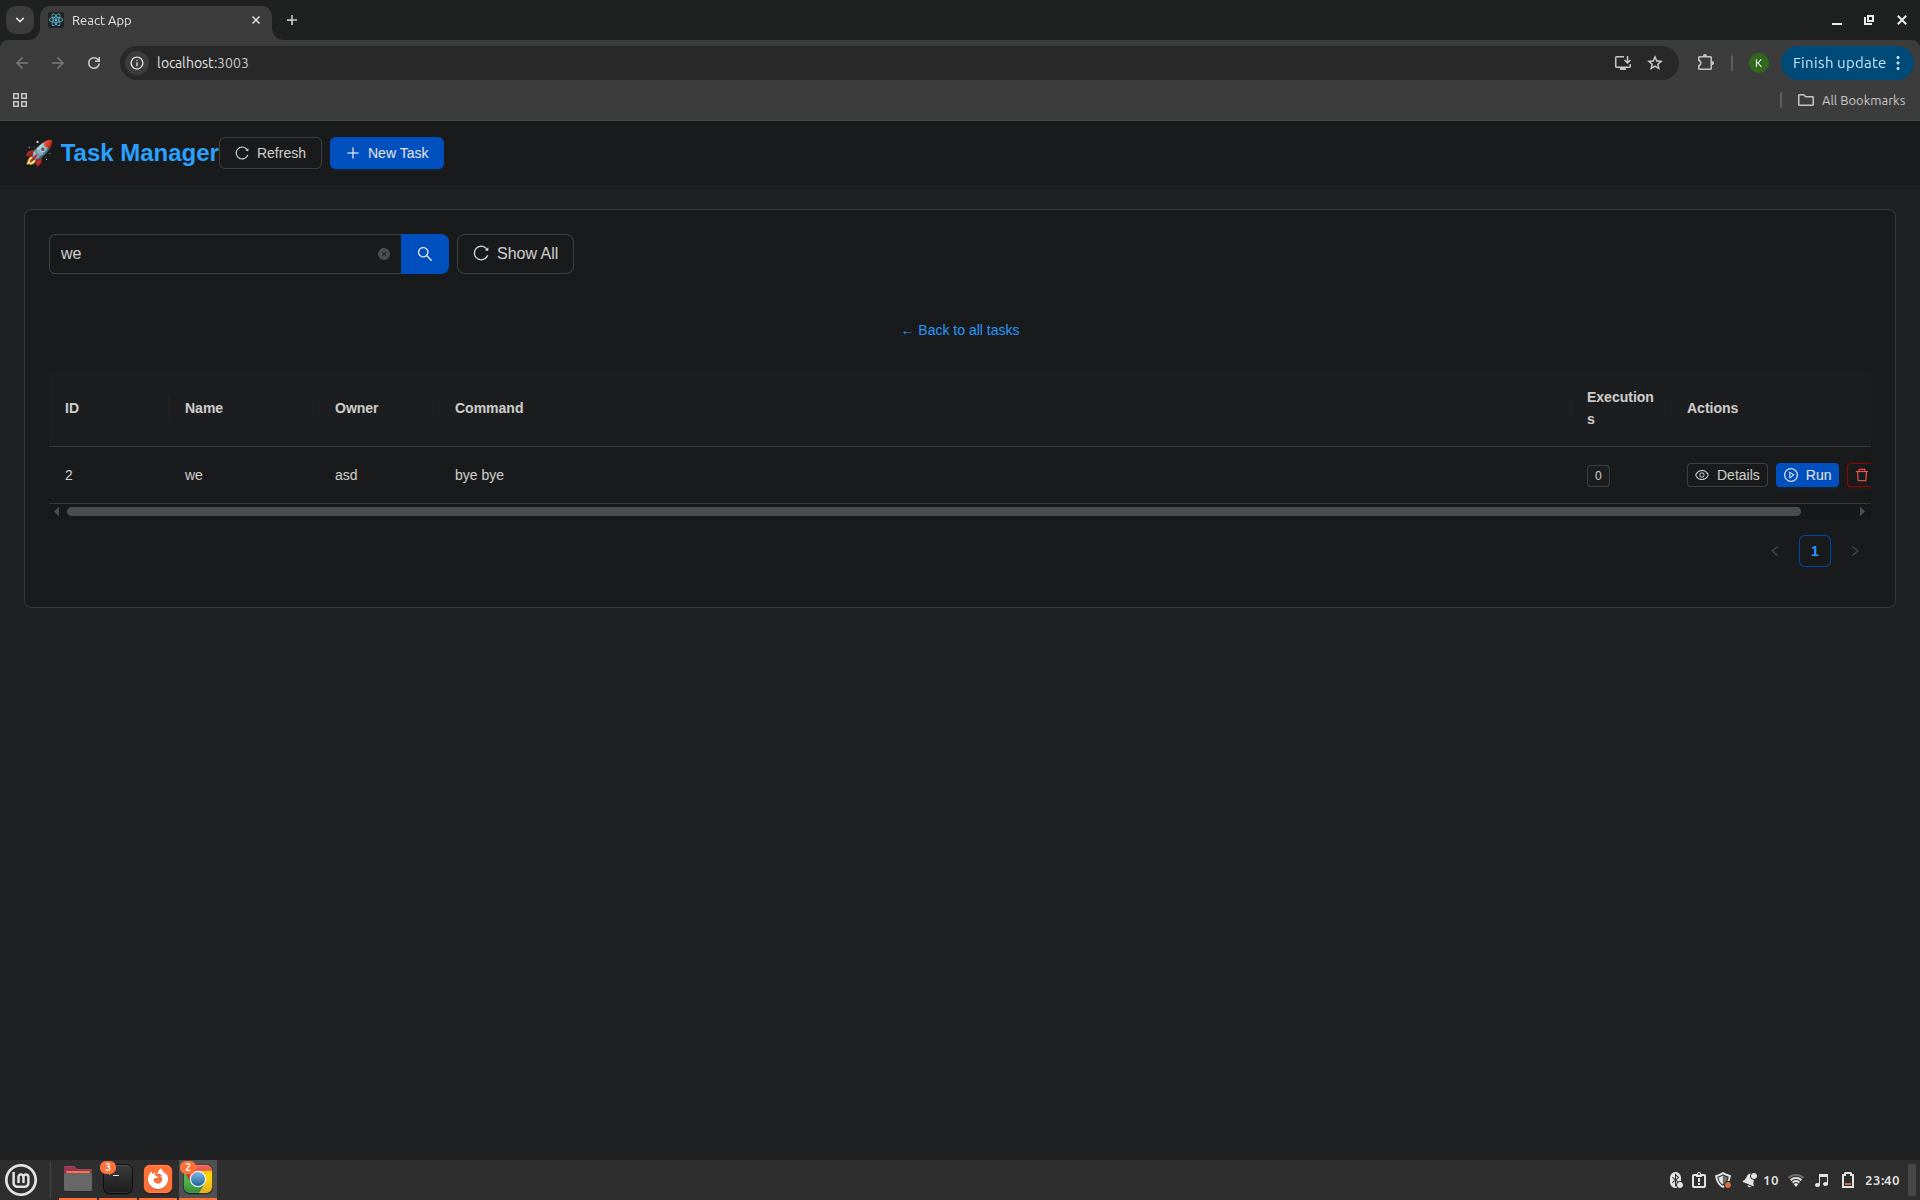 React App
localhost:3003
K
Finish update
All Bookmarks
🚀 Task Manager
Refresh
New Task
we
Show All
← Back to all tasks
ID
Name
Owner
Command
Execution
s
Actions
2
we
asd
bye bye
0
Details
Run
1
3
2
10
23:40